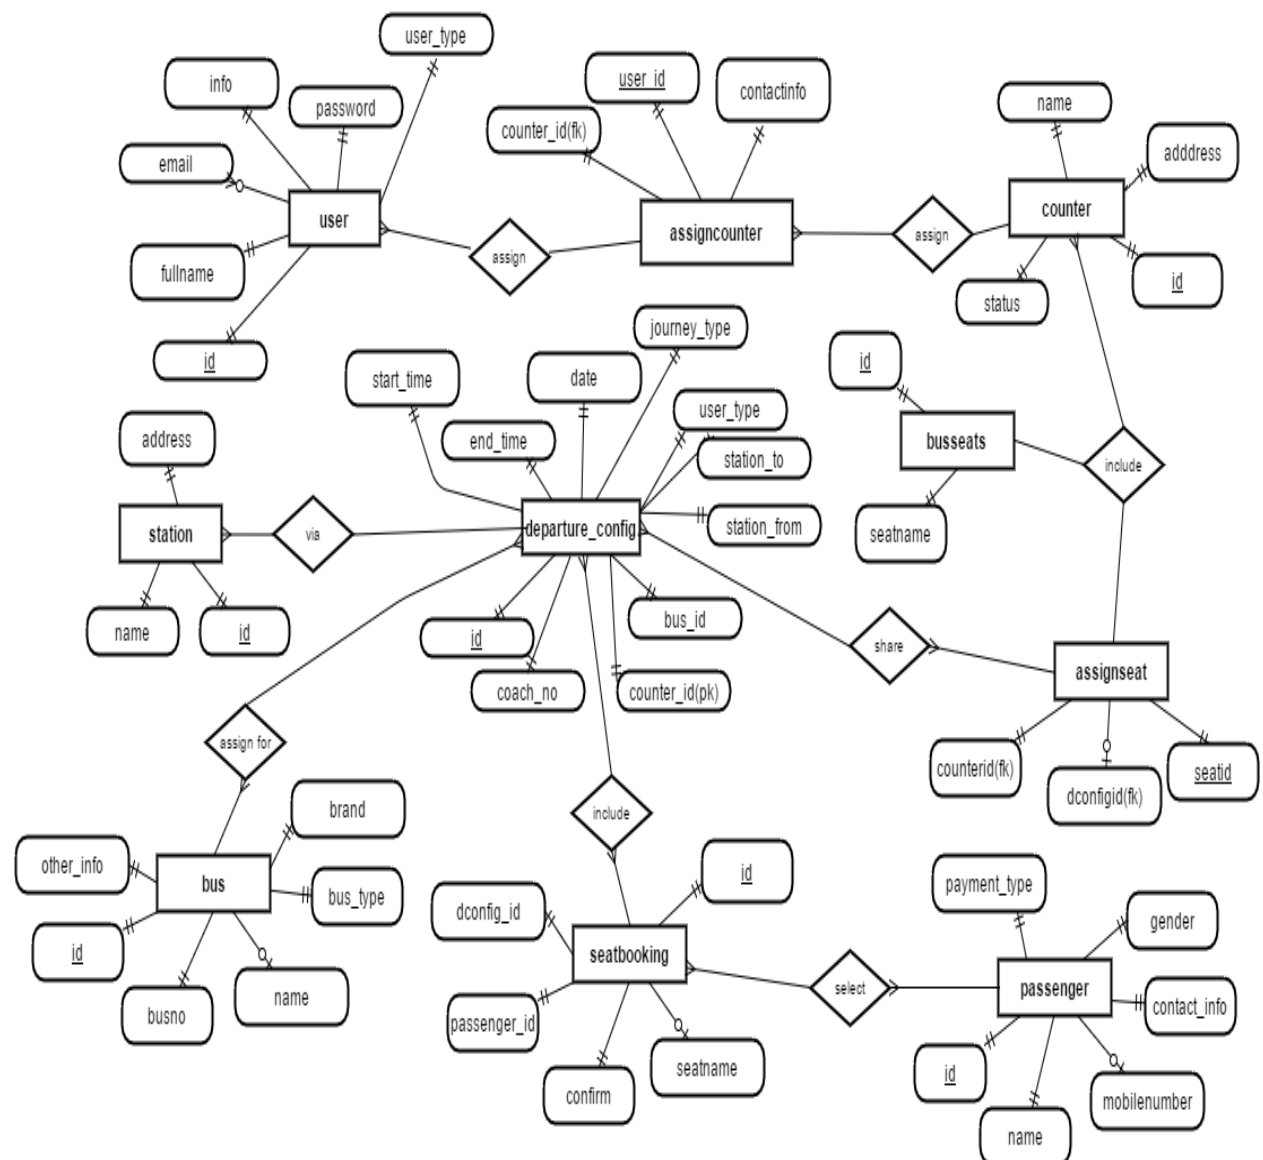 user_type
info
password
email
user
fullname
id
assign
user_id
contactinfo
counter_id(fk)
assigncounter
assign
name
adddress
counter
status
id
journey_type
start_time
date
user_type
end_time
station_to
station_from
departure_config
address
station
via
name
id
id
coach_no
bus_id
counter_id(pk)
id
busseats
seatname
include
share
assignseat
counterid(fk)
dconfigid(fk)
seatid
assign for
brand
other_info
bus
bus_type
id
busno
name
include
id
dconfig_id
seatbooking
passenger_id
seatname
confirm
select
payment_type
gender
passenger
contact_info
id
mobilenumber
name